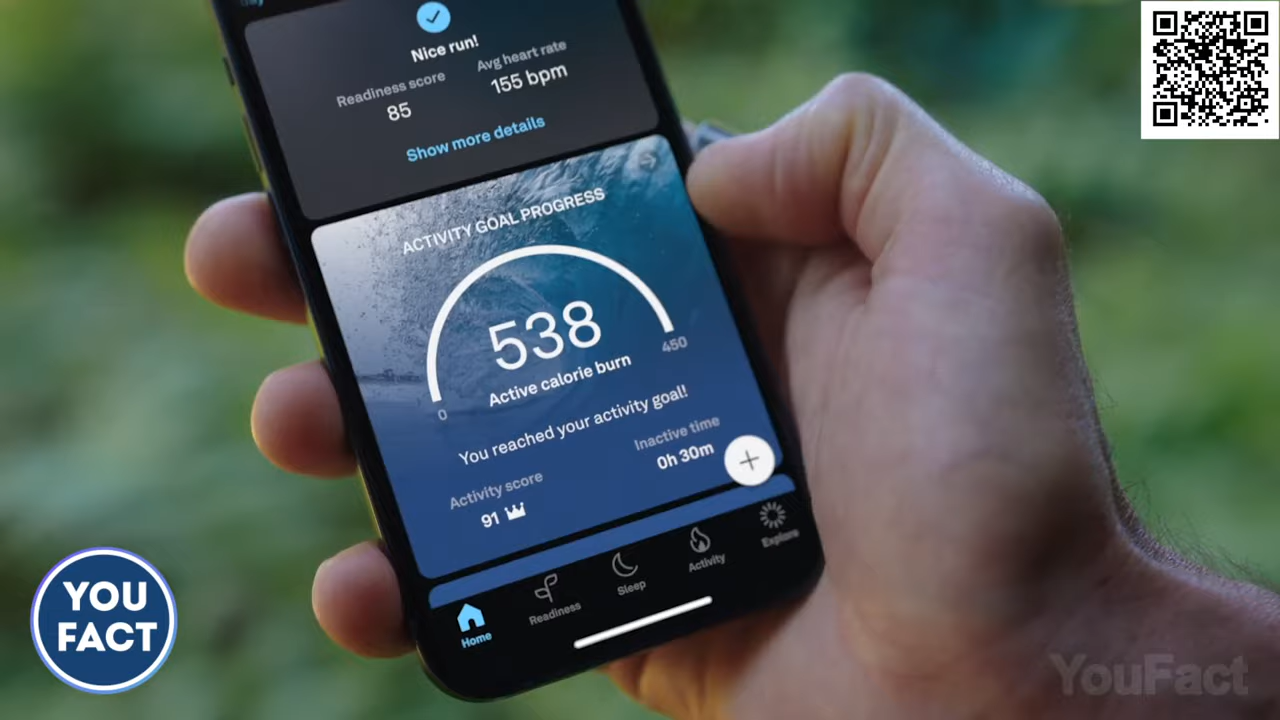 Nice run!
Readiness score
85
Avg heart rate
155 bpm
Show more details
ACTIVITY GOAL PROGRESS
538
Active calorie burn
0
450
You reached your activity goal!
Activity score
91
Inactive time
0h 30m
Home
Readiness
Sleep
Activity
Explore
YOU
FACT
YouFact